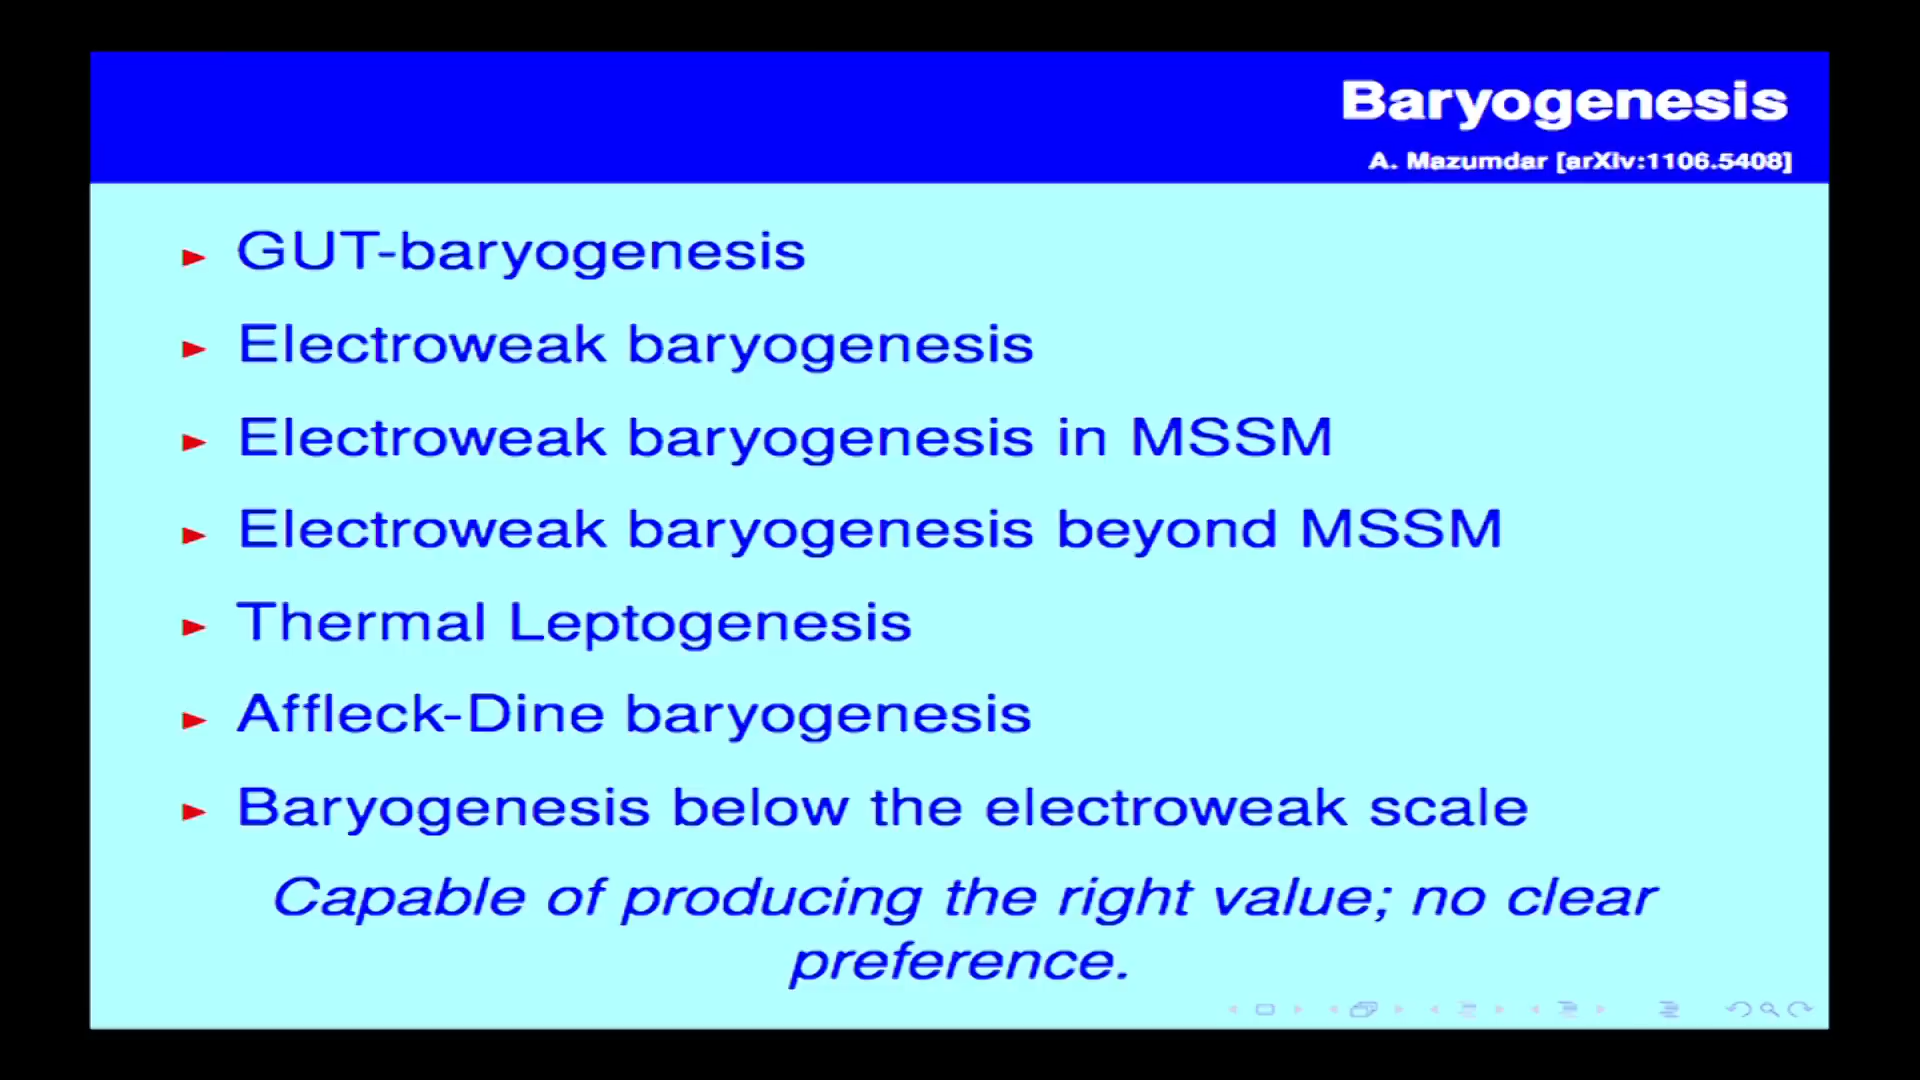 Baryogenesis
A. Mazumdar [arXiv:1106.5408]
GUT-baryogenesis
Electroweak baryogenesis
Electroweak baryogenesis in MSSM
Electroweak baryogenesis beyond MSSM
Thermal Leptogenesis
Affleck-Dine baryogenesis
Baryogenesis below the electroweak scale
Capable of producing the right value; no clear
preference.